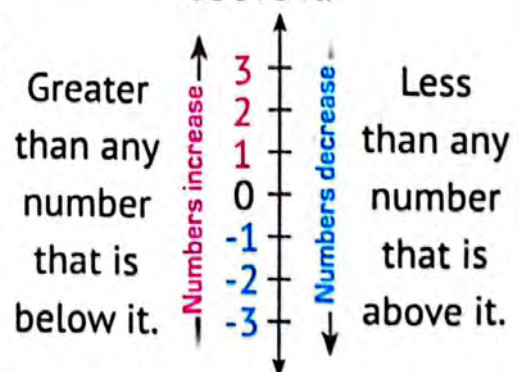 Greater
than any
number
that is
below it.
Numbers increase
3
2
1
0
-1
-2
-3
Numbers decrease
Less
than any
number
that is
above it.